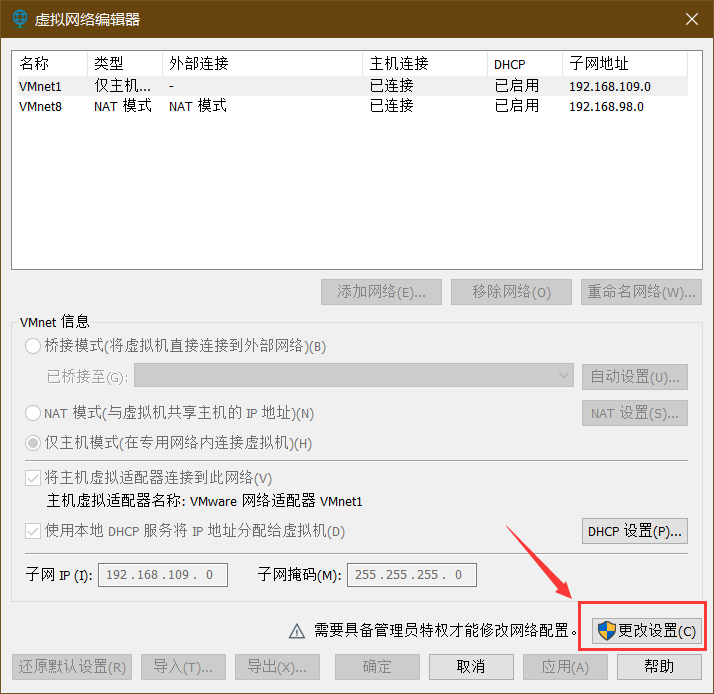 虚拟网络编辑器
名称 类型 外部连接 主机连接 DHCP 子网地址
VMnet1 仅主机... - 已连接 已启用 192.168.109.0
VMnet8 NAT 模式 NAT 模式 已连接 已启用 192.168.98.0
添加网络(E)... 移除网络(O) 重命名网络(W)...
VMnet 信息
桥接模式(将虚拟机直接连接到外部网络)(B)
已桥接至(G): 自动设置(U)...
NAT 模式(与虚拟机共享主机的 IP 地址)(N) NAT 设置(S)...
仅主机模式(在专用网络内连接虚拟机)(H)
将主机虚拟适配器连接到此网络(V)
主机虚拟适配器名称: VMware 网络适配器 VMnet1
使用本地 DHCP 服务将 IP 地址分配给虚拟机(D) DHCP 设置(P)...
子网 IP (I): 192.168.109. 0 子网掩码(M): 255.255.255. 0
需要具备管理员特权才能修改网络配置。 更改设置(C)
还原默认设置(R) 导入(T)... 导出(X)... 确定 取消 应用(A) 帮助